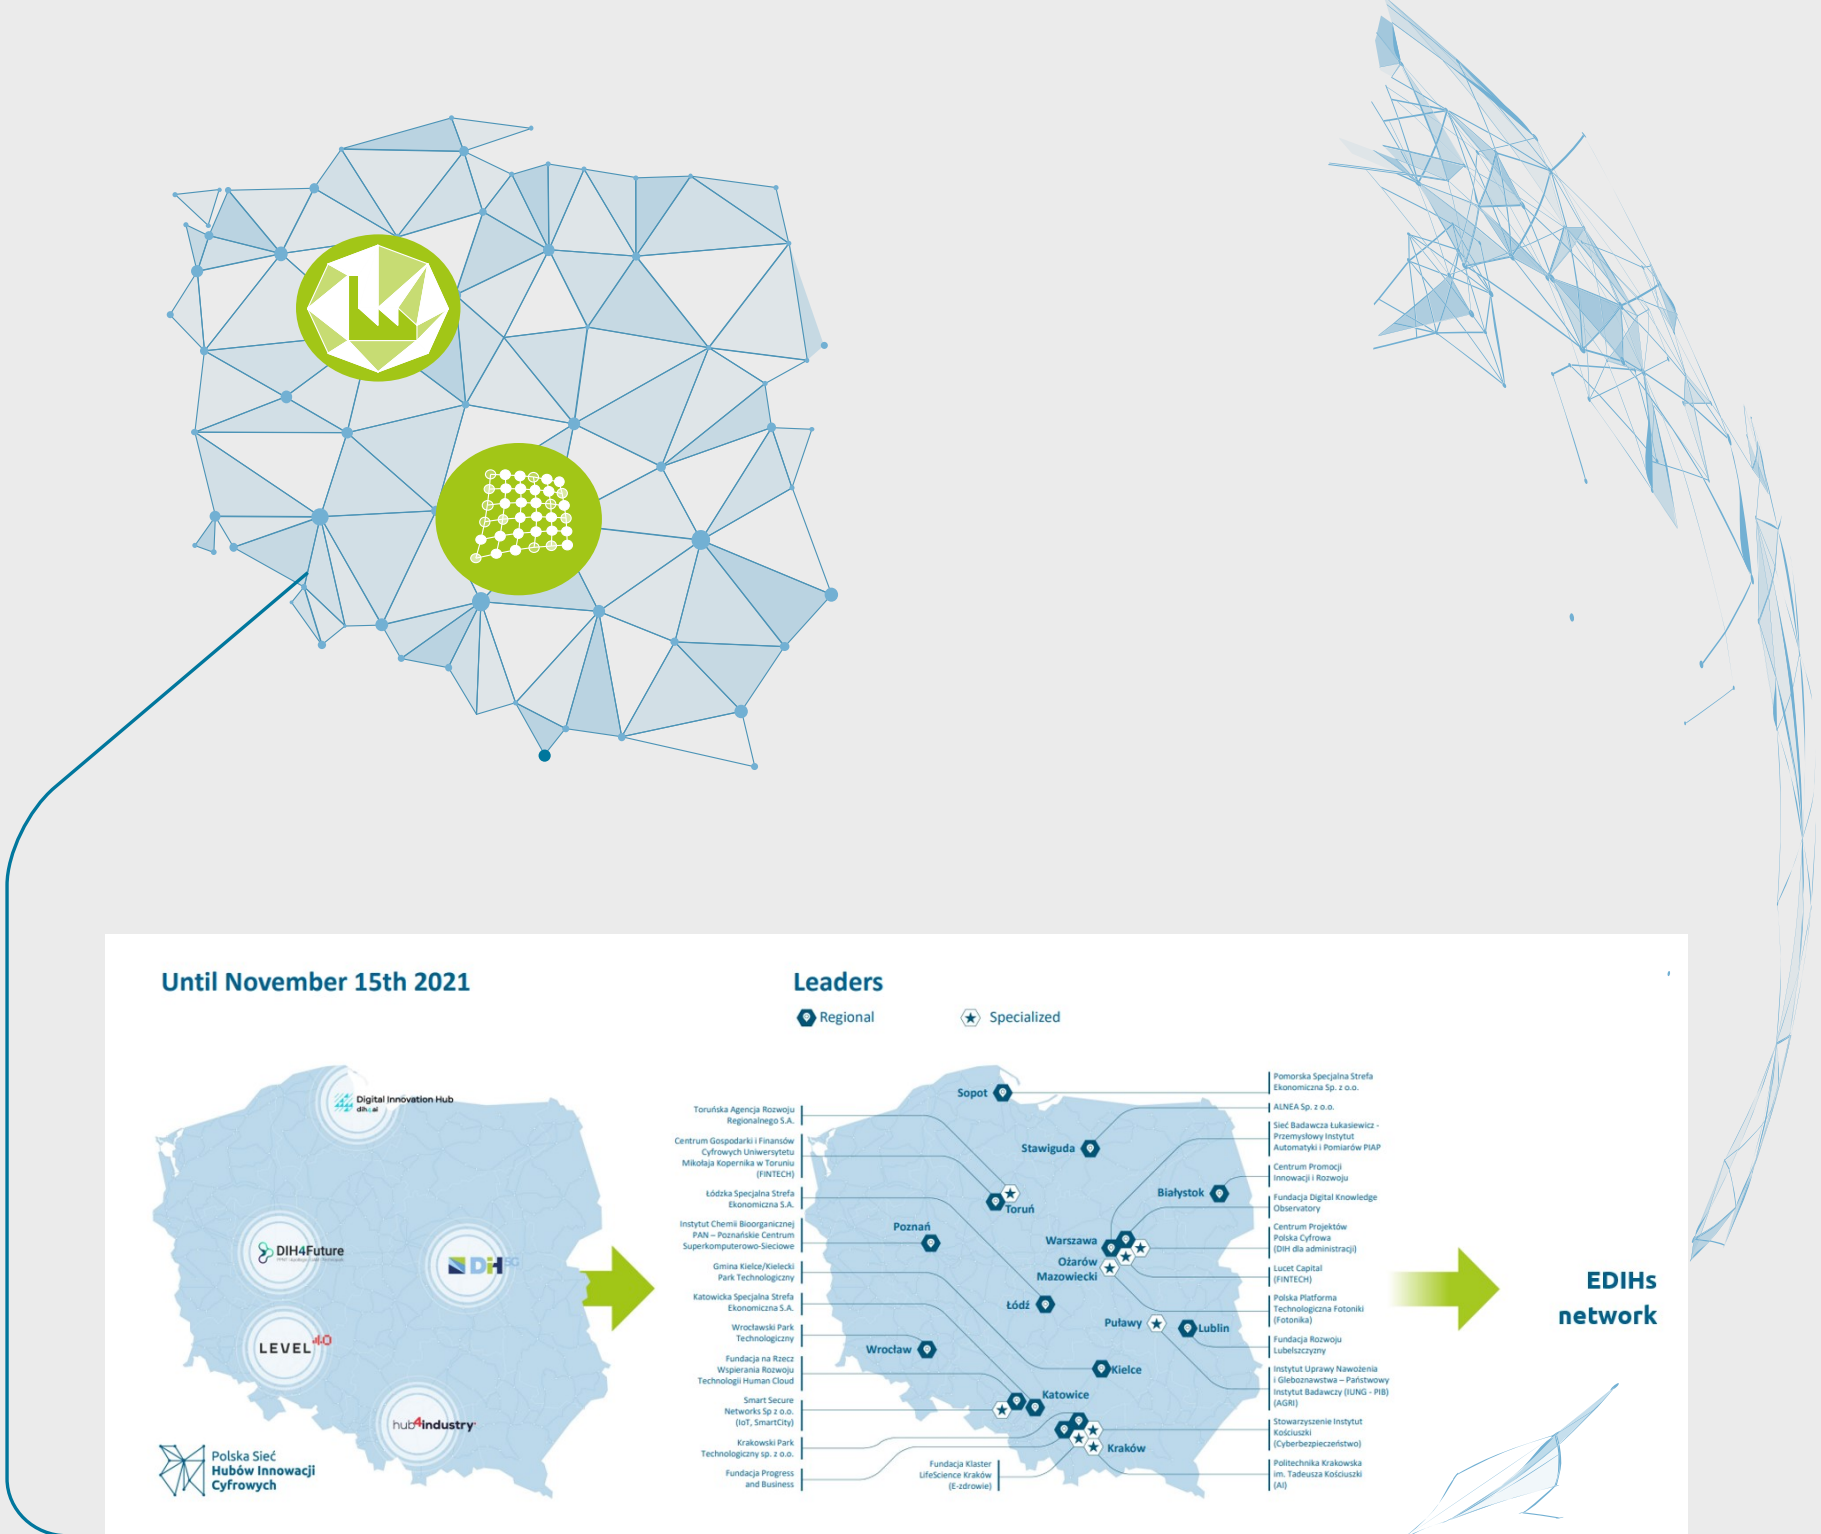 Until November 15th 2021
Digital Innovation Hub
dih4.ai
DIH4Future
DiH 5G
LEVEL 4.0
hub4industry
Polska Sieć
Hubów Innowacji
Cyfrowych
Leaders
Regional
Specialized
Toruńska Agencja Rozwoju
Regionalnego S.A.
Centrum Gospodarki i Finansów
Cyfrowych Uniwersytetu
Mikołaja Kopernika w Toruniu
(FINTECH)
Łódzka Specjalna Strefa
Ekonomiczna S.A.
Instytut Chemii Bioorganicznej
PAN – Poznańskie Centrum
Superkomputerowo-Sieciowe
Gmina Kielce/Kielecki
Park Technologiczny
Katowicka Specjalna Strefa
Ekonomiczna S.A.
Wrocławski Park
Technologiczny
Fundacja na Rzecz
Wspierania Rozwoju
Technologii Human Cloud
Smart Secure
Networks Sp z o.o.
(IoT, SmartCity)
Krakowski Park
Technologiczny sp. z o.o.
Fundacja Progress
and Business
Fundacja Klaster
LifeScience Kraków
(E-zdrowie)
Sopot
Stawiguda
Białystok
Toruń
Poznań
Warszawa
Ożarów
Mazowiecki
Łódź
Puławy
Lublin
Wrocław
Kielce
Katowice
Kraków
Pomorska Specjalna Strefa
Ekonomiczna Sp. z o.o.
ALNEA Sp. z o.o.
Sieć Badawcza Łukasiewicz -
Przemysłowy Instytut
Automatyki i Pomiarów PIAP
Centrum Promocji
Innowacji i Rozwoju
Fundacja Digital Knowledge
Observatory
Centrum Projektów
Polska Cyfrowa
(DIH dla administracji)
Lucet Capital
(FINTECH)
Polska Platforma
Technologiczna Fotoniki
(Fotonika)
Fundacja Rozwoju
Lubelszczyzny
Instytut Uprawy Nawożenia
i Gleboznawstwa – Państwowy
Instytut Badawczy (IUNG - PIB)
(AGRI)
Stowarzyszenie Instytut
Kościuszki
(Cyberbezpieczeństwo)
Politechnika Krakowska
im. Tadeusza Kościuszki
(AI)
EDIHs
network